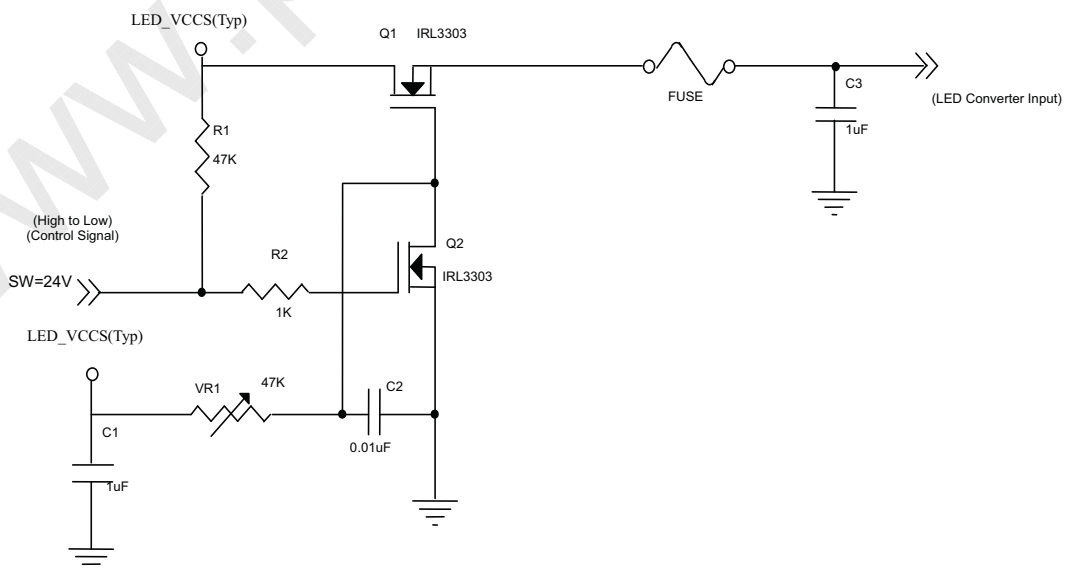 LED_VCCS(Typ)
Q1 IRL3303
FUSE
C3
(LED Converter Input)
1uF
R1
47K
(High to Low)
(Control Signal)
R2
Q2
IRL3303
SW=24V
1K
LED_VCCS(Typ)
VR1
47K
C2
C1
0.01uF
1uF